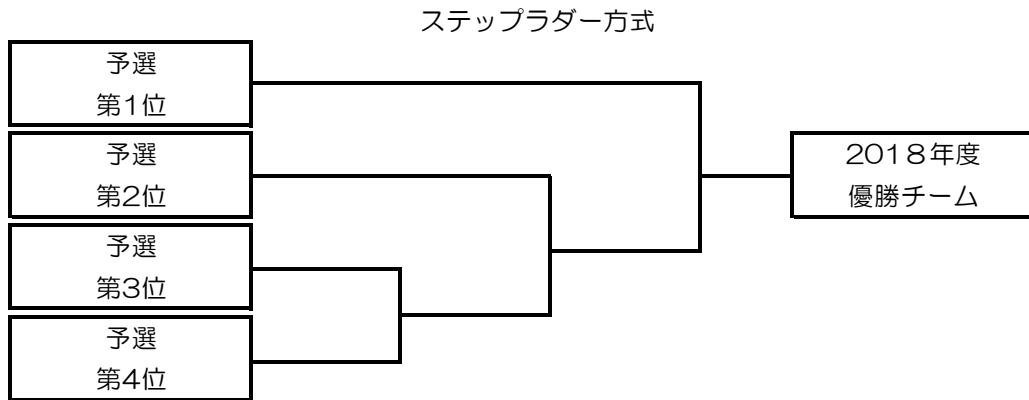 ステップラダー方式
予選
第1位
予選
第2位
予選
第3位
予選
第4位
2018年度
優勝チーム